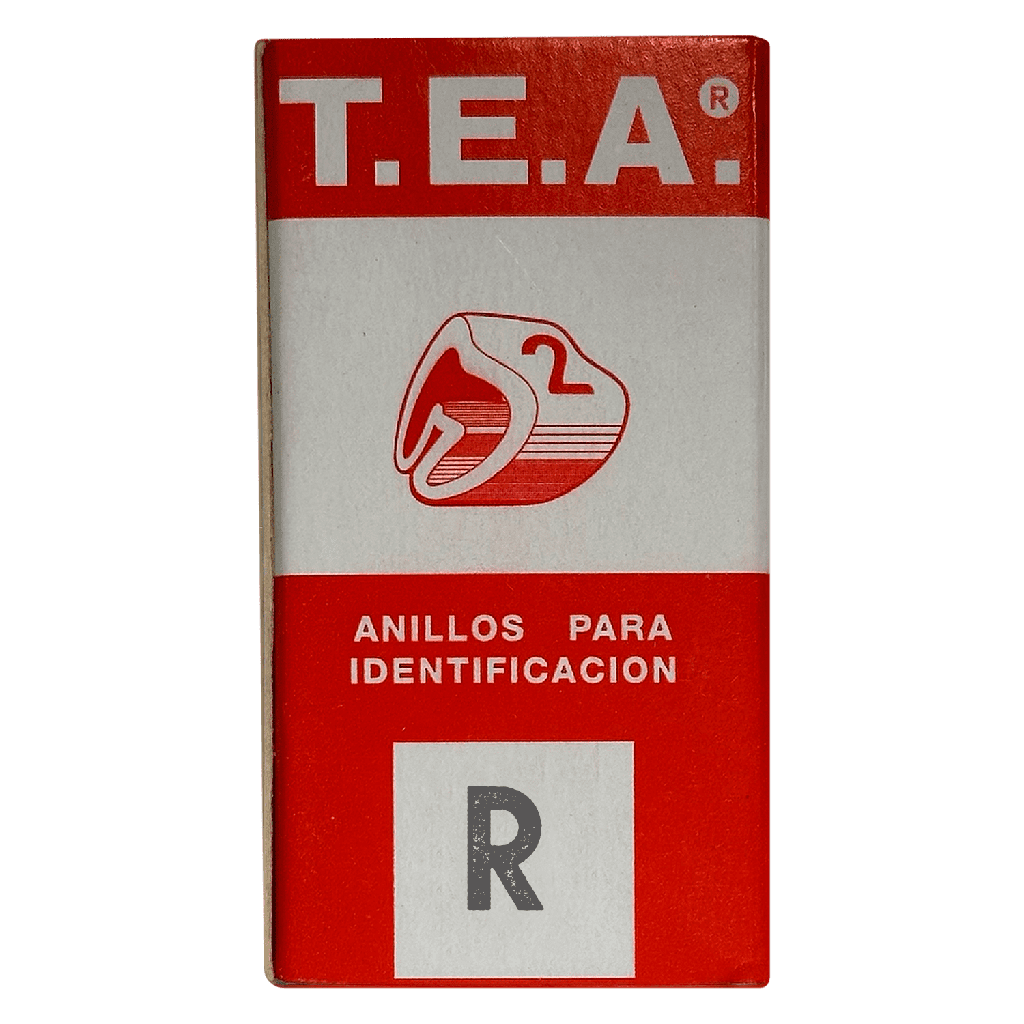 T.E.A.®
2
ANILLOS PARA
IDENTIFICACION
R